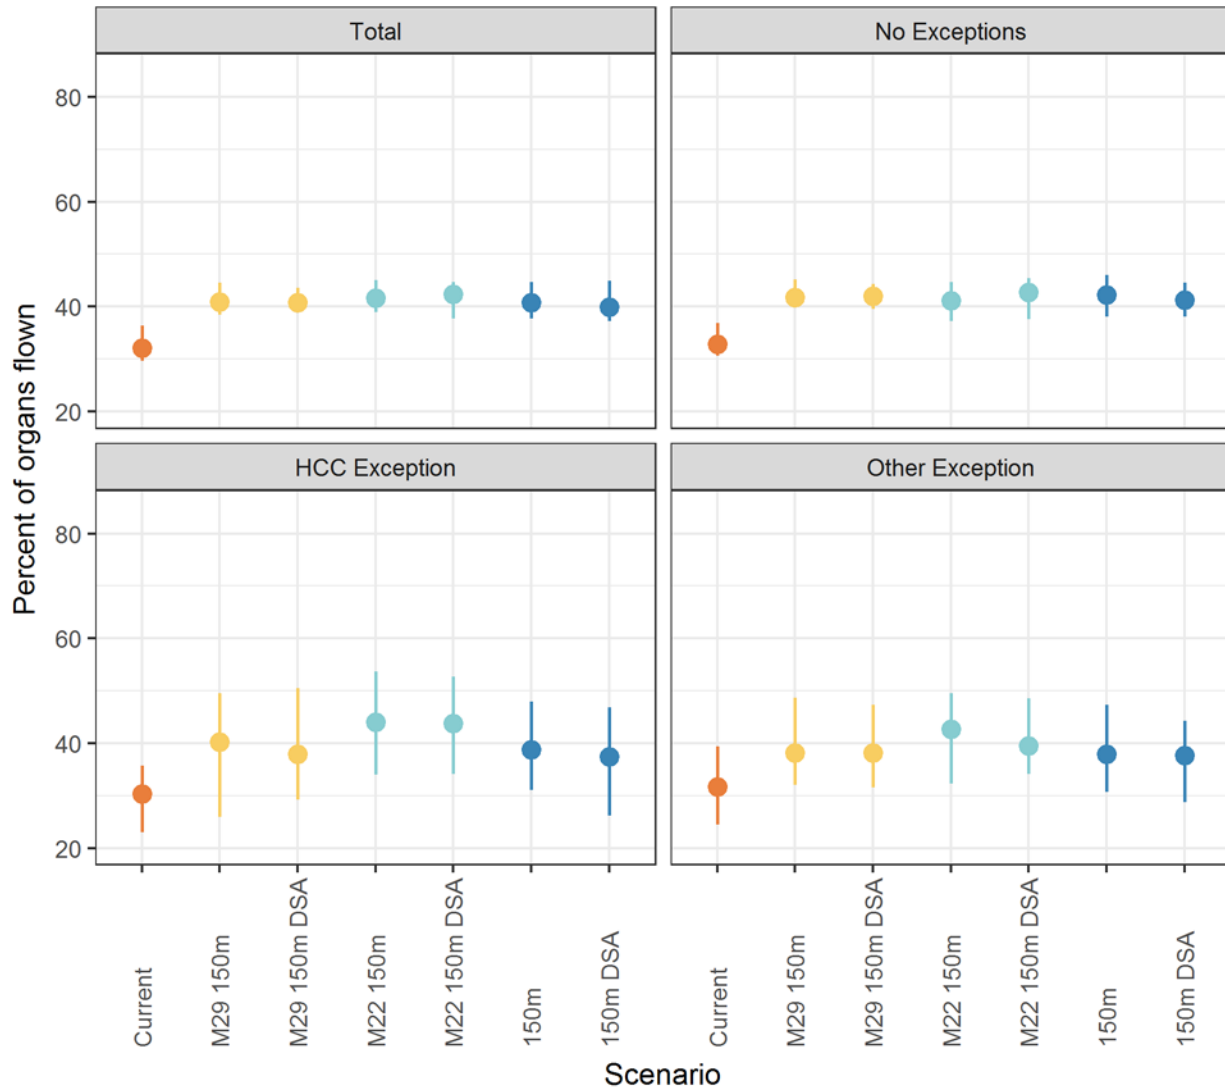 Total
No Exceptions
80
60
40
20
HCC Exception
Other Exception
80
60
40
20
Percent of organs flown
Current
M29 150m
M29 150m DSA
M22 150m
M22 150m DSA
150m
150m DSA
Current
M29 150m
M29 150m DSA
M22 150m
M22 150m DSA
150m
150m DSA
Scenario